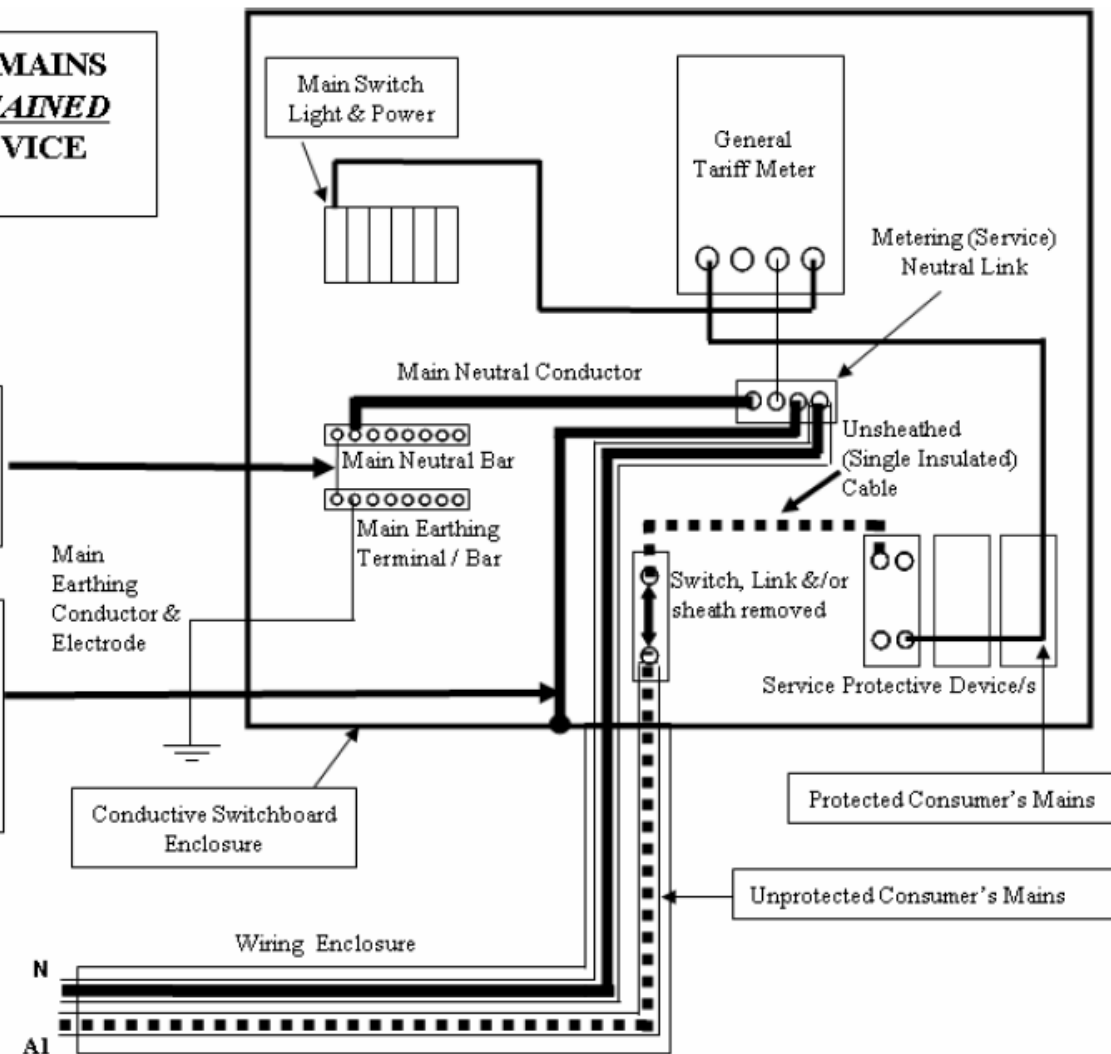 MAINS
AINED
VICE
Main Switch
Light & Power
General
Tariff Meter
Metering (Service)
Neutral Link
Main Neutral Conductor
Main Neutral Bar
Unsheathed
(Single Insulated)
Cable
Main Earthing
Terminal / Bar
Main
Earthing
Conductor &
Electrode
Switch, Link &/or
sheath removed
Service Protective Device/s
Conductive Switchboard
Enclosure
Protected Consumer's Mains
Unprotected Consumer's Mains
Wiring Enclosure
N
A1